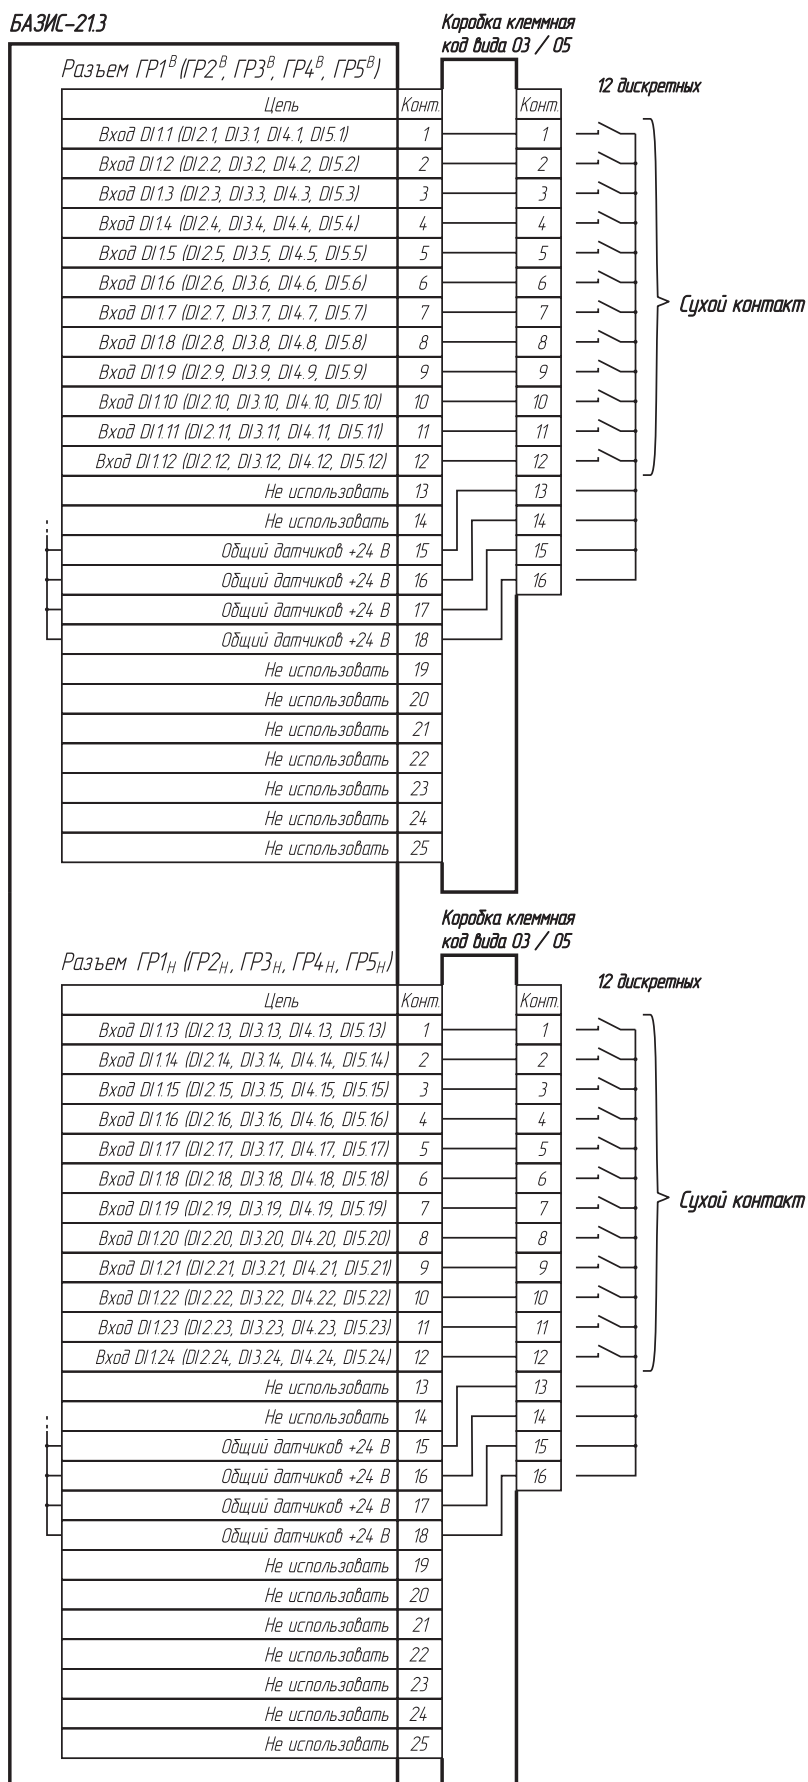 БАЗИС-21.3
Коробка клеммная
код вида 03 / 05
Разъем ГР1В (ГР2В, ГР3В, ГР4В, ГР5В)
12 дискретных
Цепь Конт. Конт.
Вход DI1.1 (DI2.1, DI3.1, DI4.1, DI5.1) 1 1
Вход DI1.2 (DI2.2, DI3.2, DI4.2, DI5.2) 2 2
Вход DI1.3 (DI2.3, DI3.3, DI4.3, DI5.3) 3 3
Вход DI1.4 (DI2.4, DI3.4, DI4.4, DI5.4) 4 4
Вход DI1.5 (DI2.5, DI3.5, DI4.5, DI5.5) 5 5
Вход DI1.6 (DI2.6, DI3.6, DI4.6, DI5.6) 6 6
Вход DI1.7 (DI2.7, DI3.7, DI4.7, DI5.7) 7 7
Сухой контакт
Вход DI1.8 (DI2.8, DI3.8, DI4.8, DI5.8) 8 8
Вход DI1.9 (DI2.9, DI3.9, DI4.9, DI5.9) 9 9
Вход DI1.10 (DI2.10, DI3.10, DI4.10, DI5.10) 10 10
Вход DI1.11 (DI2.11, DI3.11, DI4.11, DI5.11) 11 11
Вход DI1.12 (DI2.12, DI3.12, DI4.12, DI5.12) 12 12
Не использовать 13 13
Не использовать 14 14
Общий датчиков +24 В 15 15
Общий датчиков +24 В 16 16
Общий датчиков +24 В 17
Общий датчиков +24 В 18
Не использовать 19
Не использовать 20
Не использовать 21
Не использовать 22
Не использовать 23
Не использовать 24
Не использовать 25
Коробка клеммная
код вида 03 / 05
Разъем ГР1Н (ГР2Н, ГР3Н, ГР4Н, ГР5Н)
12 дискретных
Цепь Конт. Конт.
Вход DI1.13 (DI2.13, DI3.13, DI4.13, DI5.13) 1 1
Вход DI1.14 (DI2.14, DI3.14, DI4.14, DI5.14) 2 2
Вход DI1.15 (DI2.15, DI3.15, DI4.15, DI5.15) 3 3
Вход DI1.16 (DI2.16, DI3.16, DI4.16, DI5.16) 4 4
Вход DI1.17 (DI2.17, DI3.17, DI4.17, DI5.17) 5 5
Вход DI1.18 (DI2.18, DI3.18, DI4.18, DI5.18) 6 6
Вход DI1.19 (DI2.19, DI3.19, DI4.19, DI5.19) 7 7
Сухой контакт
Вход DI1.20 (DI2.20, DI3.20, DI4.20, DI5.20) 8 8
Вход DI1.21 (DI2.21, DI3.21, DI4.21, DI5.21) 9 9
Вход DI1.22 (DI2.22, DI3.22, DI4.22, DI5.22) 10 10
Вход DI1.23 (DI2.23, DI3.23, DI4.23, DI5.23) 11 11
Вход DI1.24 (DI2.24, DI3.24, DI4.24, DI5.24) 12 12
Не использовать 13 13
Не использовать 14 14
Общий датчиков +24 В 15 15
Общий датчиков +24 В 16 16
Общий датчиков +24 В 17
Общий датчиков +24 В 18
Не использовать 19
Не использовать 20
Не использовать 21
Не использовать 22
Не использовать 23
Не использовать 24
Не использовать 25